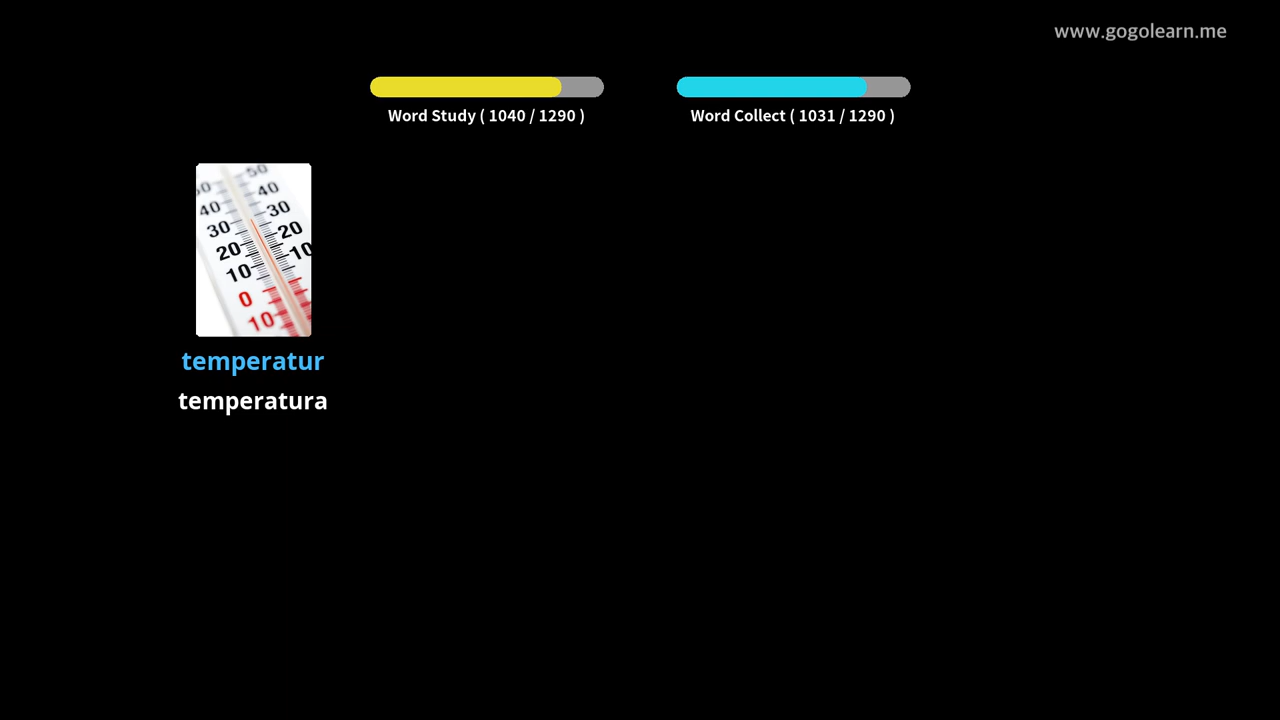 www.gogolearn.me
Word Study ( 1040 / 1290 )
Word Collect ( 1031 / 1290 )
50
40 40
30 30
20 20
10 10
0
10
temperatur
temperatura